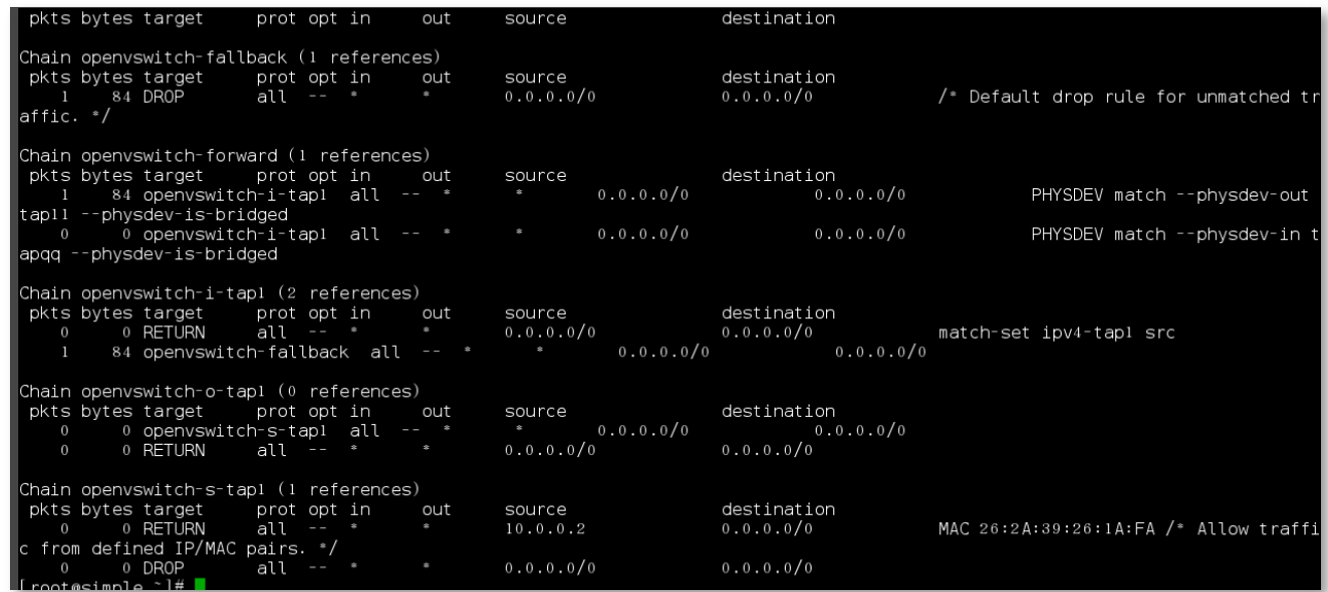 pkts bytes target prot opt in out source destination
Chain openvswitch-fallback (1 references)
pkts bytes target prot opt in out source destination
1 84 DROP all -- * * 0.0.0.0/0 0.0.0.0/0 /* Default drop rule for unmatched tr
affic. */
Chain openvswitch-forward (1 references)
pkts bytes target prot opt in out source destination
1 84 openvswitch-i-tap1 all -- * * 0.0.0.0/0 0.0.0.0/0 PHYSDEV match --physdev-out
tap11 --physdev-is-bridged
0 0 openvswitch-i-tap1 all -- * * 0.0.0.0/0 0.0.0.0/0 PHYSDEV match --physdev-in t
apqq --physdev-is-bridged
Chain openvswitch-i-tap1 (2 references)
pkts bytes target prot opt in out source destination
0 0 RETURN all -- * * 0.0.0.0/0 0.0.0.0/0 match-set ipv4-tap1 src
1 84 openvswitch-fallback all -- * * 0.0.0.0/0 0.0.0.0/0
Chain openvswitch-o-tap1 (0 references)
pkts bytes target prot opt in out source destination
0 0 openvswitch-s-tap1 all -- * * 0.0.0.0/0 0.0.0.0/0
0 0 RETURN all -- * * 0.0.0.0/0 0.0.0.0/0
Chain openvswitch-s-tap1 (1 references)
pkts bytes target prot opt in out source destination
0 0 RETURN all -- * * 10.0.0.2 0.0.0.0/0 MAC 26:2A:39:26:1A:FA /* Allow traffi
c from defined IP/MAC pairs. */
0 0 DROP all -- * * 0.0.0.0/0 0.0.0.0/0
[root@simple ~]#